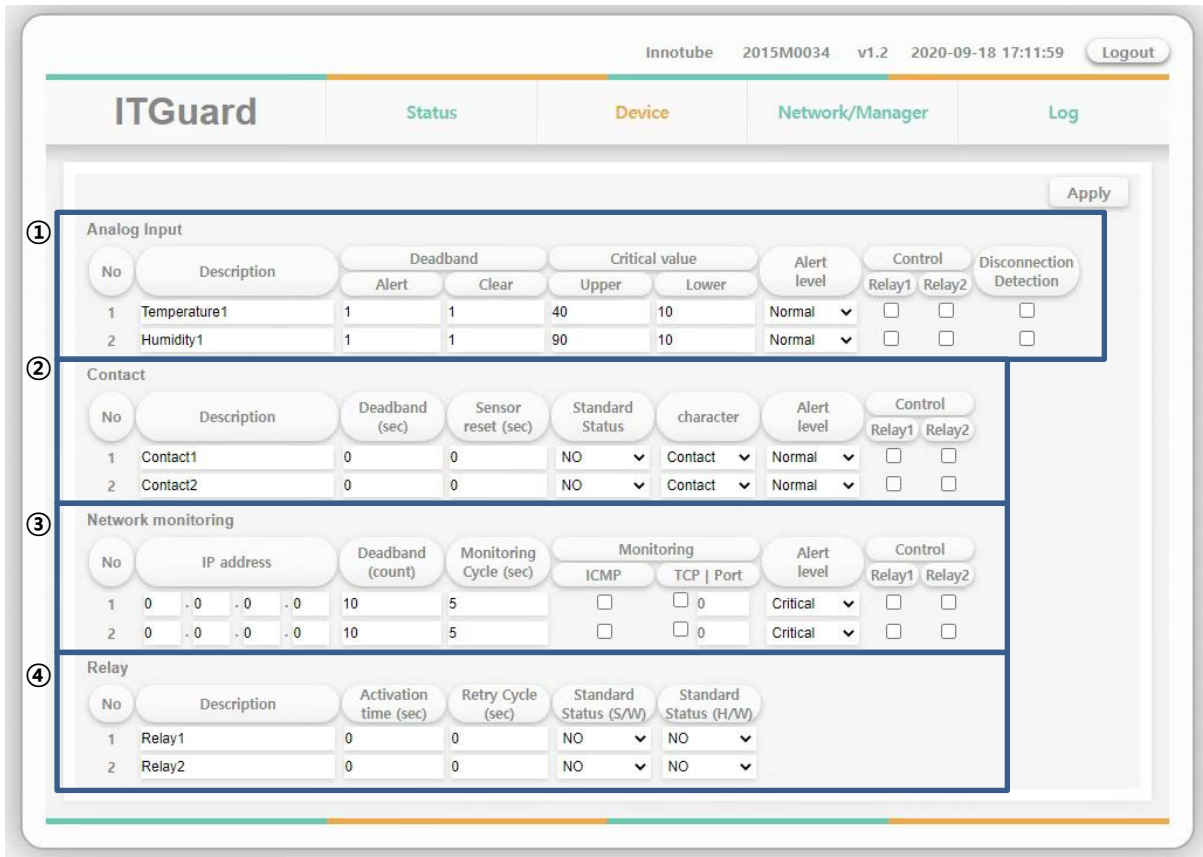 Innotube 2015M0034 v1.2 2020-09-18 17:11:59 Logout
ITGuard Status Device Network/Manager Log
Apply
①
Analog Input
No Description Deadband Critical value Alert level Control Disconnection Detection
Alert Clear Upper Lower Relay1 Relay2
1 Temperature1 1 1 40 10 Normal
2 Humidity1 1 1 90 10 Normal
②
Contact
No Description Deadband (sec) Sensor reset (sec) Standard Status character Alert level Control
Relay1 Relay2
1 Contact1 0 0 NO Contact Normal
2 Contact2 0 0 NO Contact Normal
③
Network monitoring
No IP address Deadband (count) Monitoring Cycle (sec) Monitoring Alert level Control
ICMP TCP | Port Relay1 Relay2
1 0 . 0 . 0 . 0 10 5 0 Critical
2 0 . 0 . 0 . 0 10 5 0 Critical
④
Relay
No Description Activation time (sec) Retry Cycle (sec) Standard Status (S/W) Standard Status (H/W)
1 Relay1 0 0 NO NO
2 Relay2 0 0 NO NO